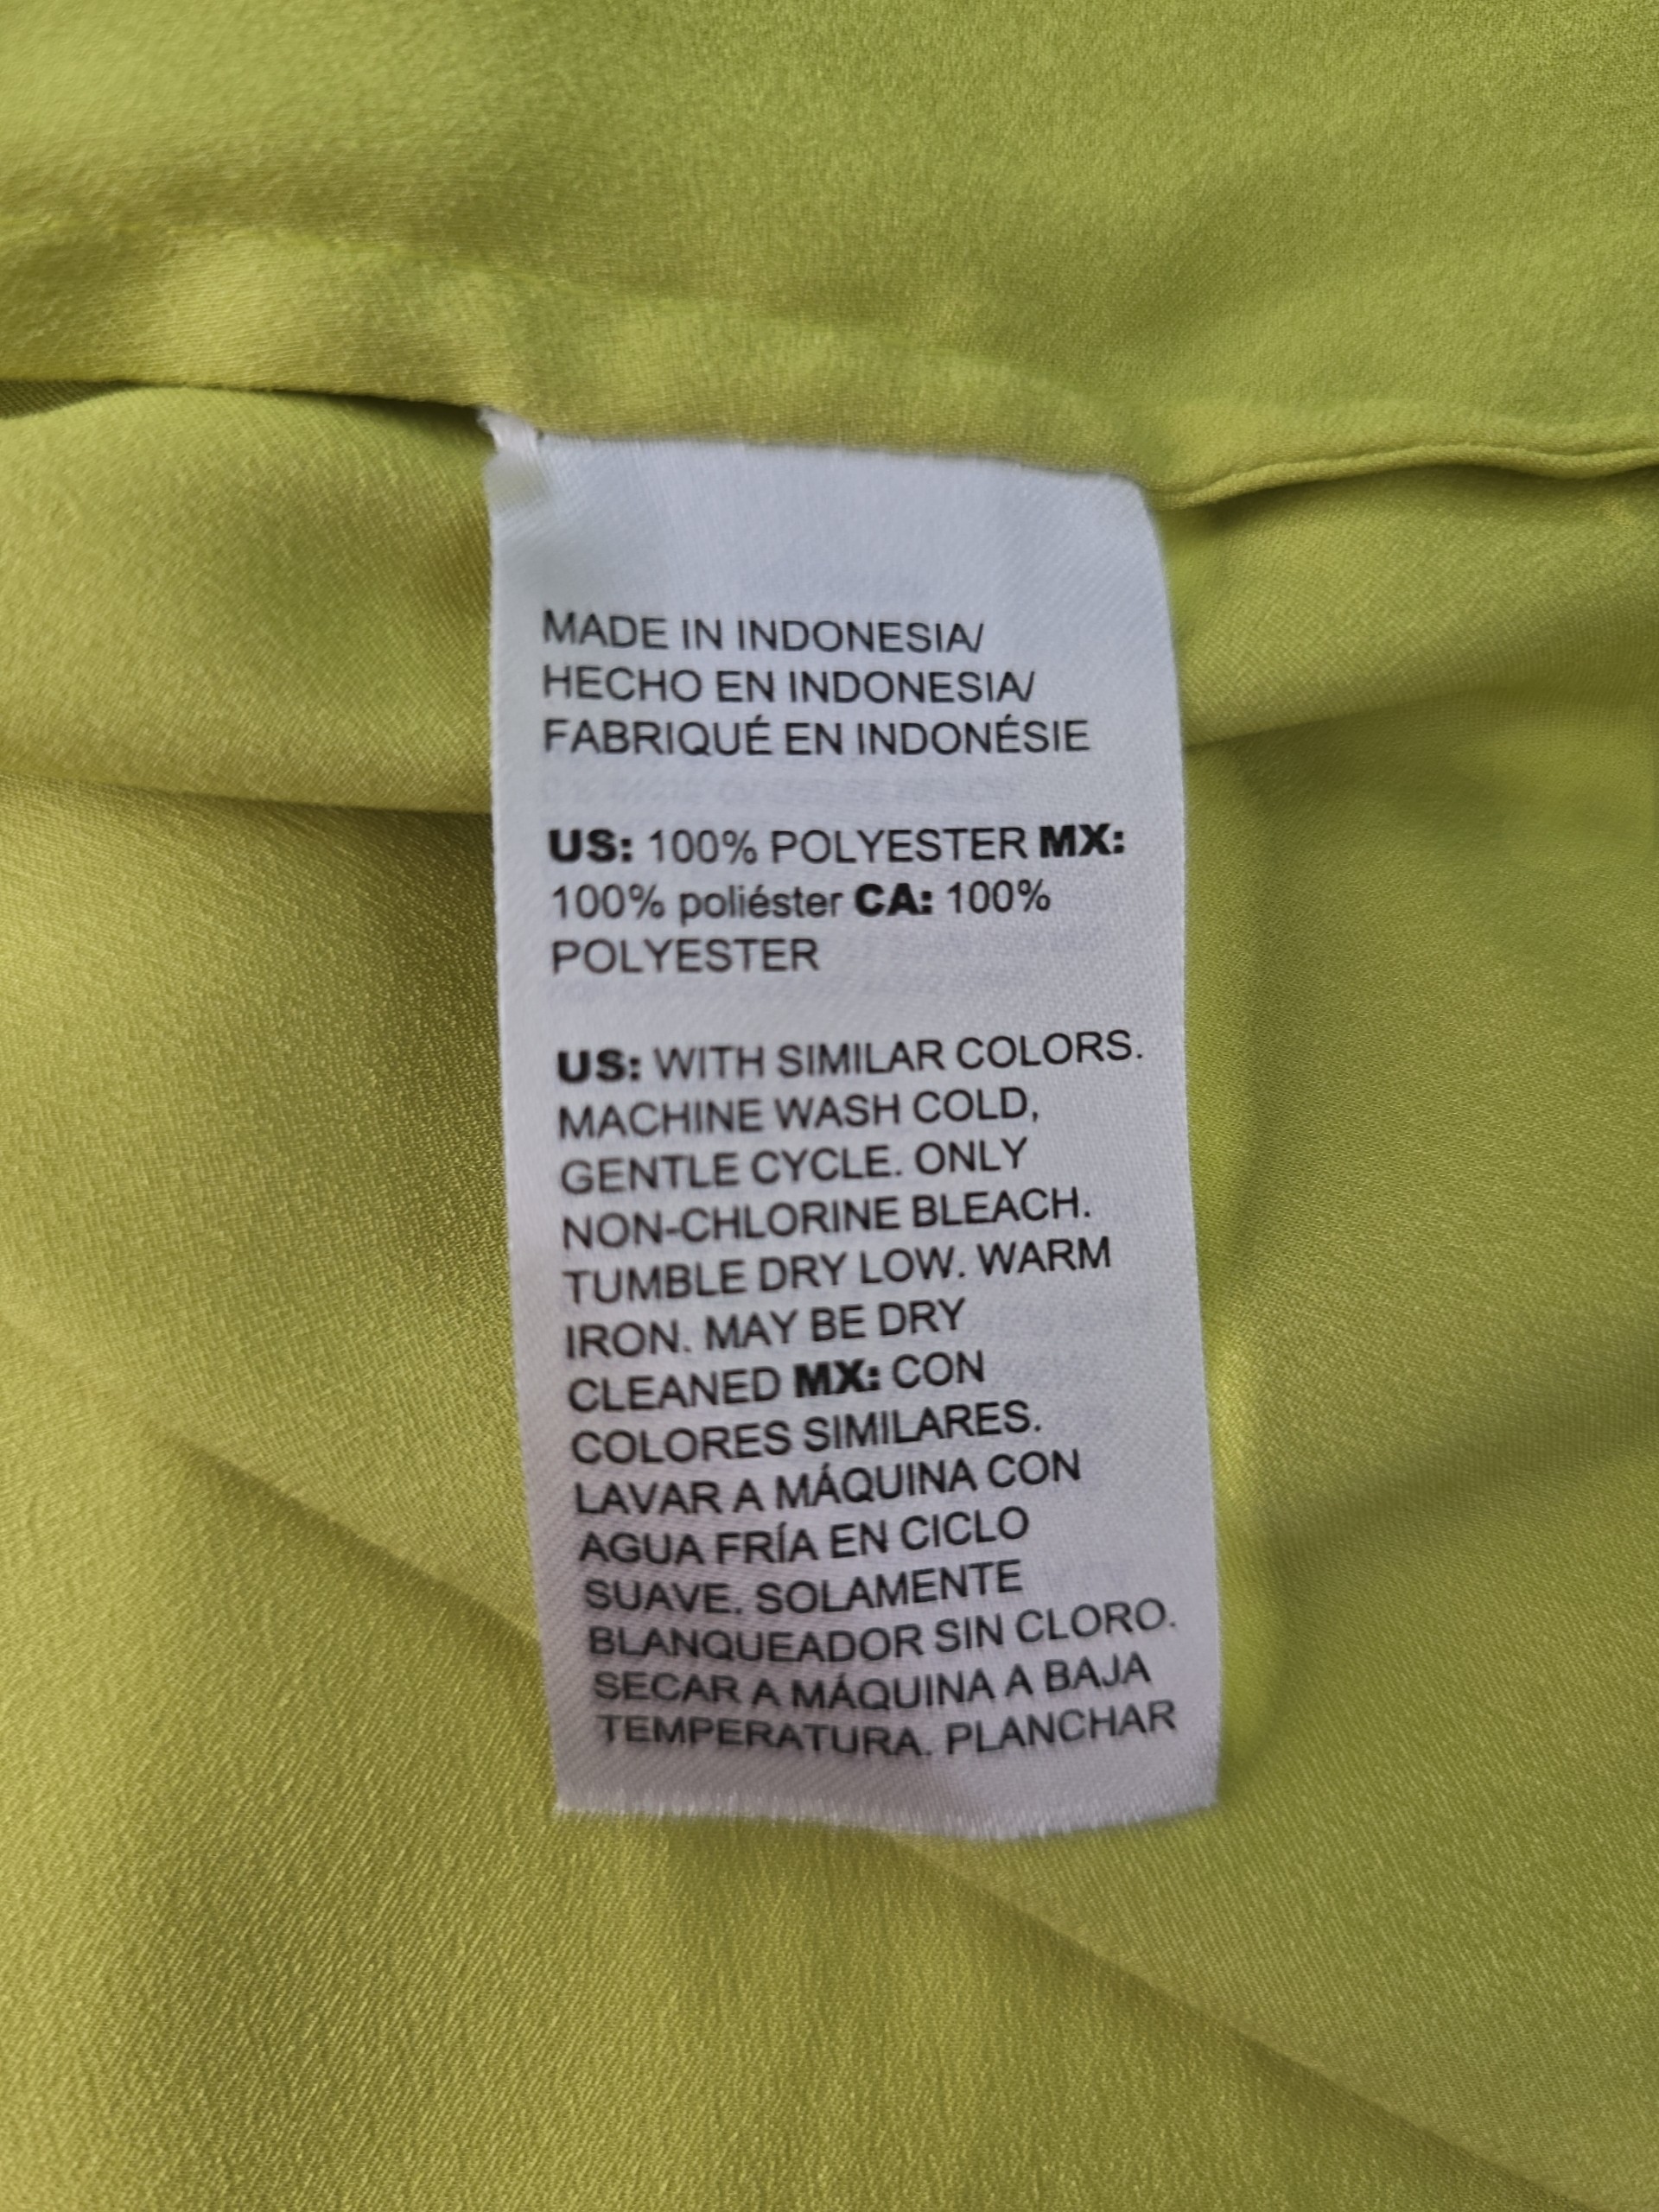 MADE IN INDONESIA/
HECHO EN INDONESIA/
FABRIQUÉ EN INDONÉSIE
US: 100% POLYESTER MX:
100% poliéster CA: 100%
POLYESTER
US: WITH SIMILAR COLORS.
MACHINE WASH COLD,
GENTLE CYCLE. ONLY
NON-CHLORINE BLEACH.
TUMBLE DRY LOW. WARM
IRON. MAY BE DRY
CLEANED MX: CON
COLORES SIMILARES.
LAVAR A MÁQUINA CON
AGUA FRÍA EN CICLO
SUAVE. SOLAMENTE
BLANQUEADOR SIN CLORO.
SECAR A MÁQUINA A BAJA
TEMPERATURA. PLANCHAR